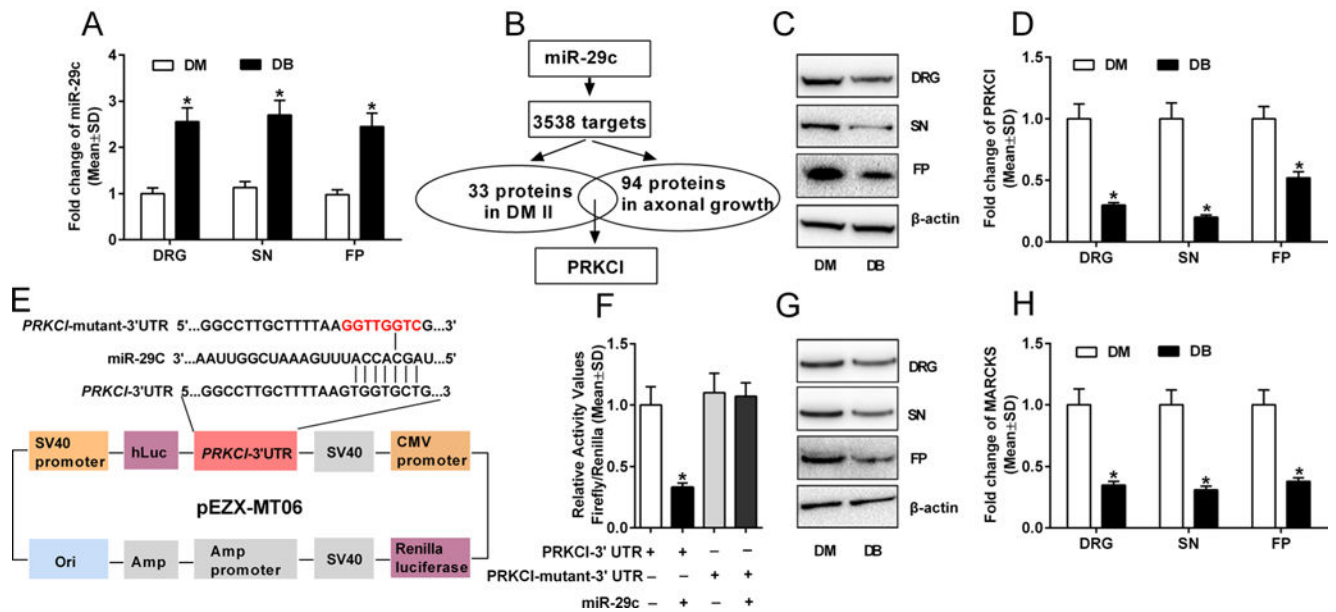 A
Fold change of miR-29c
(Mean±SD)
4
3
2
1
0
DM
DB
*
*
*
DRG
SN
FP
B
miR-29c
3538 targets
33 proteins
in DM II
94 proteins
in axonal growth
PRKCI
C
DRG
SN
FP
β-actin
DM
DB
D
Fold change of PRKCI
(Mean±SD)
1.5
1.0
0.5
0.0
DM
DB
*
*
*
DRG
SN
FP
E
PRKCI-mutant-3'UTR 5'...GGCCTTGCTTTTAAGGTTGGTCG...3'
miR-29C 3'...AAUUGGCUAAAGUUUACCACGAU...5'
PRKCI-3'UTR 5...GGCCTTGCTTTTAAGTGGTGCTG...3
SV40
promoter
hLuc
PRKCI-3'UTR
SV40
CMV
promoter
pEZX-MT06
Ori
Amp
Amp
promoter
SV40
Renilla
luciferase
F
Relative Activity Values
Firefly/Renilla (Mean±SD)
1.5
1.0
0.5
0.0
*
PRKCI-3' UTR + + – –
PRKCI-mutant-3' UTR – – + +
miR-29c – + – +
G
DRG
SN
FP
β-actin
DM
DB
H
Fold change of MARCKS
(Mean±SD)
1.5
1.0
0.5
0.0
DM
DB
*
*
*
DRG
SN
FP